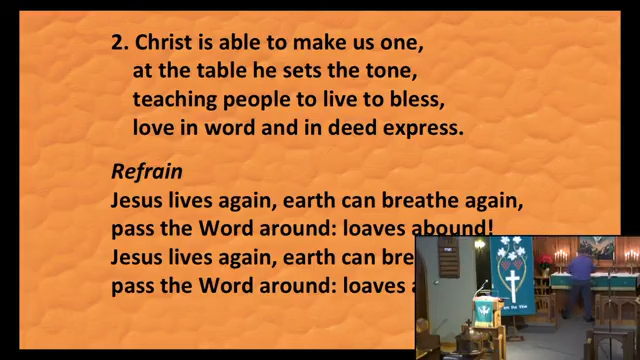 2. Christ is able to make us one,
at the table he sets the tone,
teaching people to live to bless,
love in word and in deed express.
Refrain
Jesus lives again, earth can breathe again,
pass the Word around: loaves abound!
Jesus lives again, earth can
pass the Word around: loaves